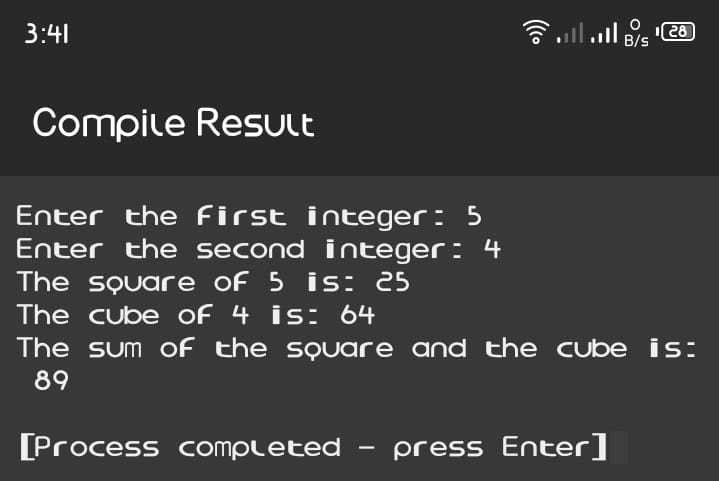 3:41
0
B/s
28
Compile Result
Enter the first integer: 5
Enter the second integer: 4
The square of 5 is: 25
The cube of 4 is: 64
The sum of the square and the cube is:
89
[Process completed - press Enter]